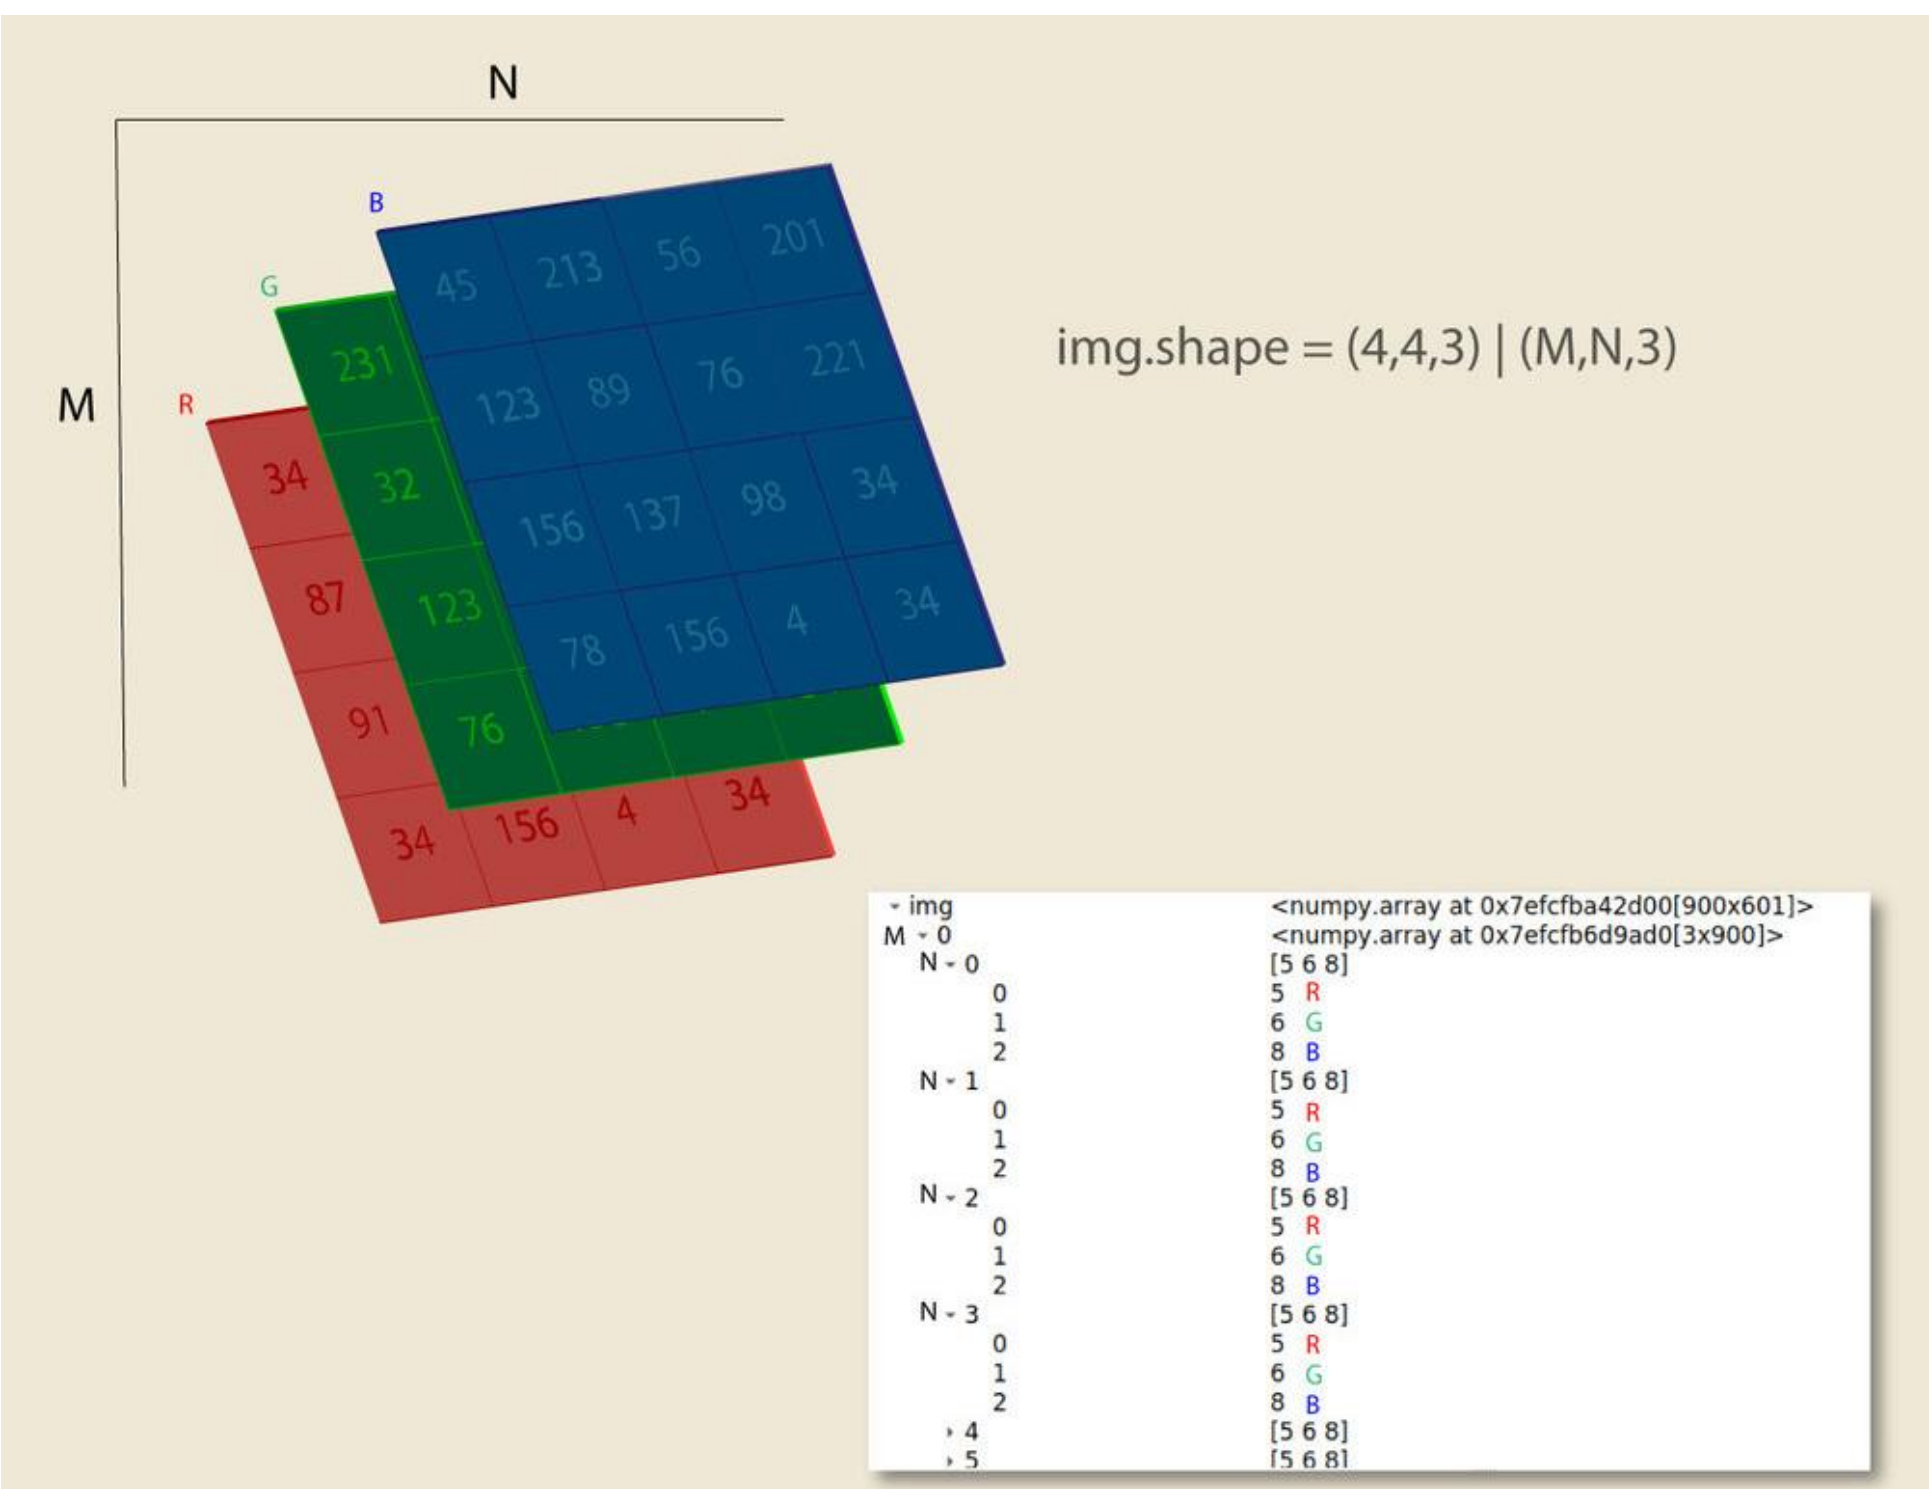 N
M
B
45 213 56 201
123 89 76 221
156 137 98 34
78 156 4 34
G
231
32
123
76
R
34
87
91
34 156 4 34
img.shape = (4,4,3) | (M,N,3)
img <numpy.array at 0x7efcfba42d00[900x601]>
M 0 <numpy.array at 0x7efcfb6d9ad0[3x900]>
N 0 [5 6 8]
0 5 R
1 6 G
2 8 B
N 1 [5 6 8]
0 5 R
1 6 G
2 8 B
N 2 [5 6 8]
0 5 R
1 6 G
2 8 B
N 3 [5 6 8]
0 5 R
1 6 G
2 8 B
4 [5 6 8]
5 [5 6 8]